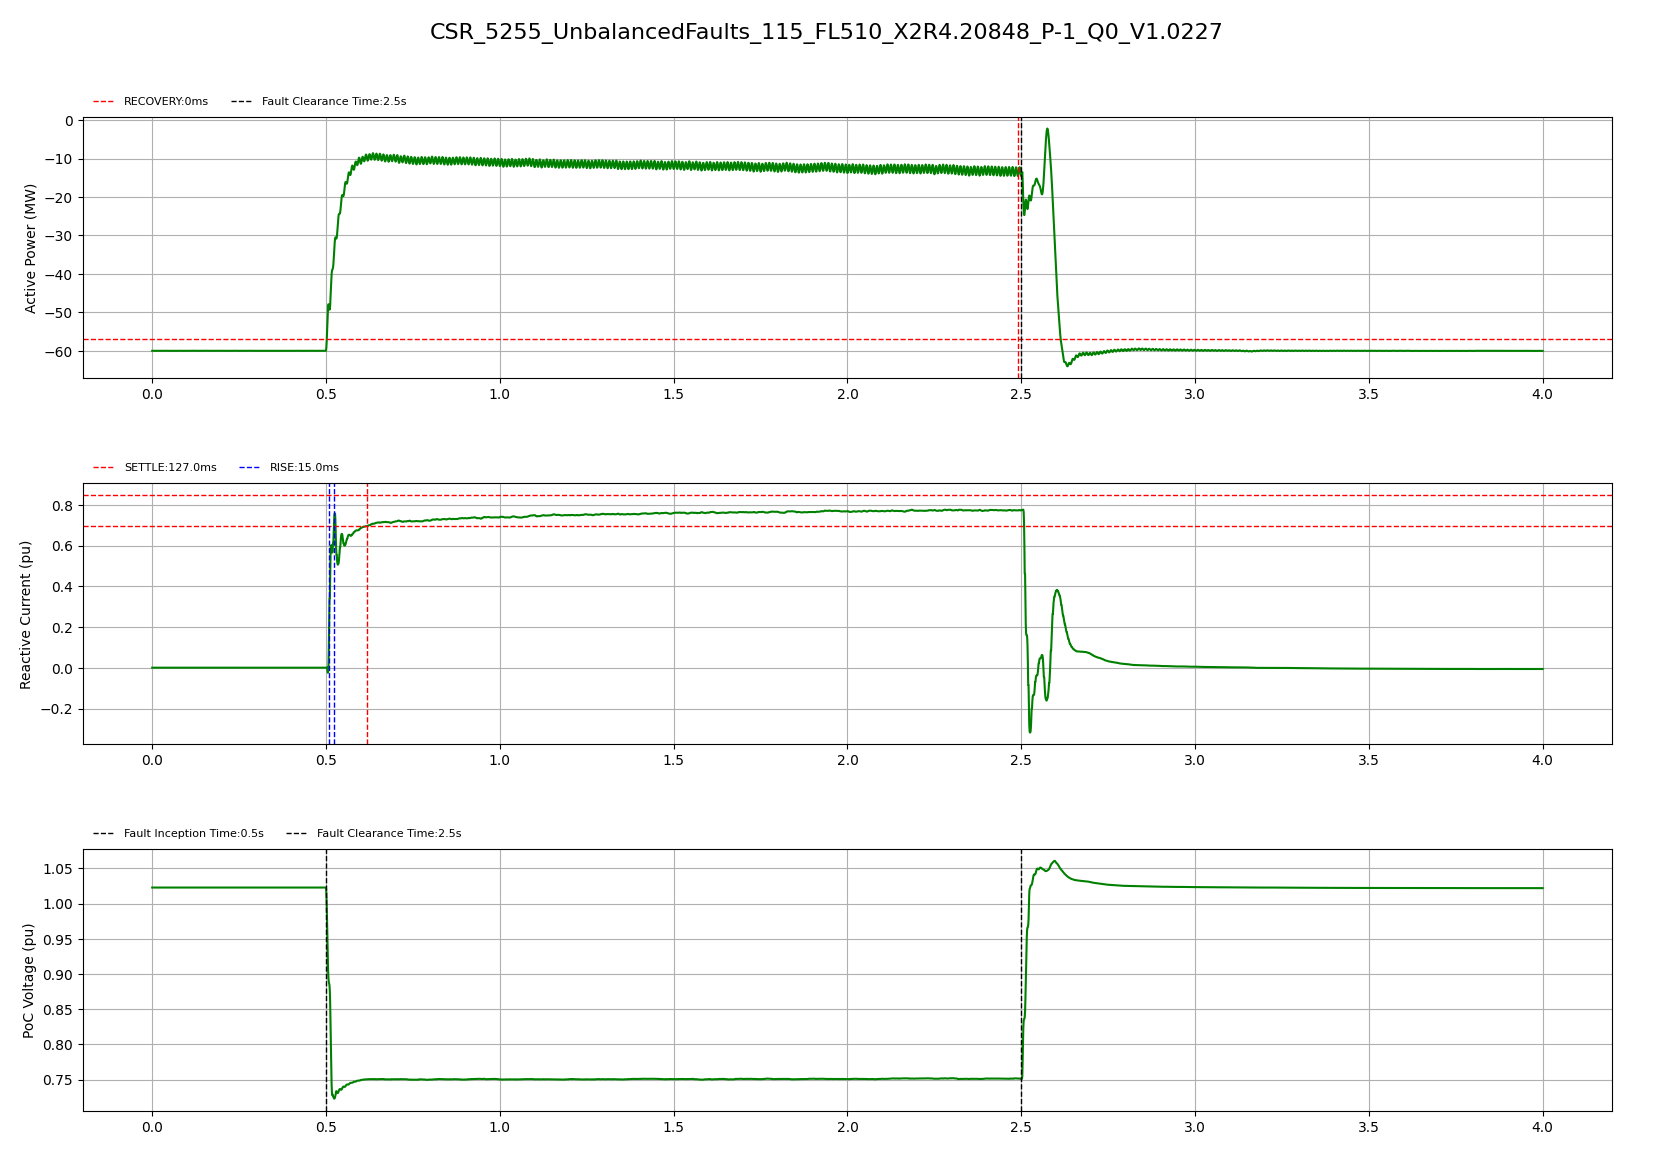 CSR_5255_UnbalancedFaults_115_FL510_X2R4.20848_P-1_Q0_V1.0227
RECOVERY:0ms Fault Clearance Time:2.5s
Active Power (MW)
0
−10
−20
−30
−40
−50
−60
0.0 0.5 1.0 1.5 2.0 2.5 3.0 3.5 4.0
SETTLE:127.0ms RISE:15.0ms
Reactive Current (pu)
0.8
0.6
0.4
0.2
0.0
−0.2
0.0 0.5 1.0 1.5 2.0 2.5 3.0 3.5 4.0
Fault Inception Time:0.5s Fault Clearance Time:2.5s
PoC Voltage (pu)
1.05
1.00
0.95
0.90
0.85
0.80
0.75
0.0 0.5 1.0 1.5 2.0 2.5 3.0 3.5 4.0